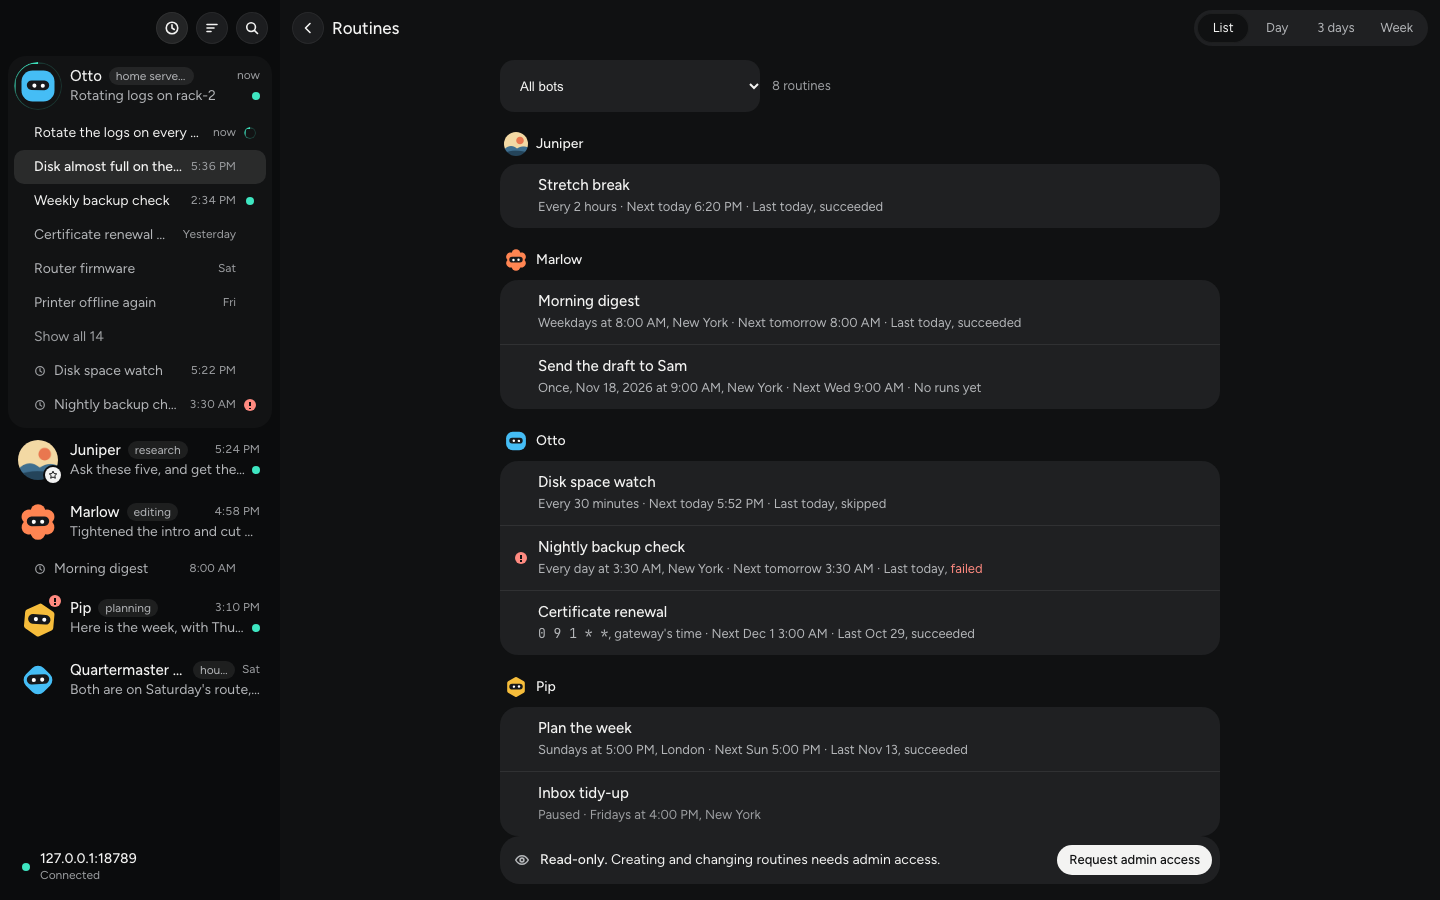 Routines
List
Day
3 days
Week
Otto
home serve…
now
Rotating logs on rack-2
Rotate the logs on every …
now
Disk almost full on the…
5:36 PM
Weekly backup check
2:34 PM
Certificate renewal …
Yesterday
Router firmware
Sat
Printer offline again
Fri
Show all 14
Disk space watch
5:22 PM
Nightly backup ch…
3:30 AM
Juniper
research
5:24 PM
Ask these five, and get the…
Marlow
editing
4:58 PM
Tightened the intro and cut …
Morning digest
8:00 AM
Pip
planning
3:10 PM
Here is the week, with Thu…
Quartermaster …
hou…
Sat
Both are on Saturday's route,…
127.0.0.1:18789
Connected
All bots
8 routines
Juniper
Stretch break
Every 2 hours · Next today 6:20 PM · Last today, succeeded
Marlow
Morning digest
Weekdays at 8:00 AM, New York · Next tomorrow 8:00 AM · Last today, succeeded
Send the draft to Sam
Once, Nov 18, 2026 at 9:00 AM, New York · Next Wed 9:00 AM · No runs yet
Otto
Disk space watch
Every 30 minutes · Next today 5:52 PM · Last today, skipped
Nightly backup check
Every day at 3:30 AM, New York · Next tomorrow 3:30 AM · Last today, failed
Certificate renewal
0 9 1 * *, gateway's time · Next Dec 1 3:00 AM · Last Oct 29, succeeded
Pip
Plan the week
Sundays at 5:00 PM, London · Next Sun 5:00 PM · Last Nov 13, succeeded
Inbox tidy-up
Paused · Fridays at 4:00 PM, New York
Read-only. Creating and changing routines needs admin access.
Request admin access